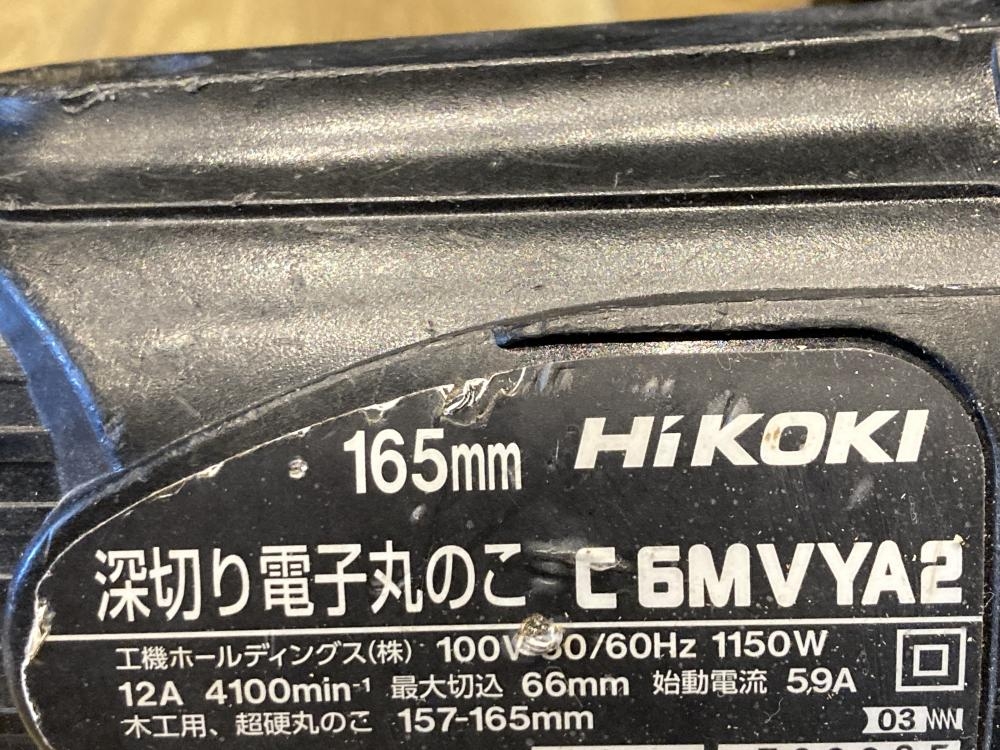 165mm HiKOKI
深切り電子丸のこ C 6MVYA2
工機ホールディングス(株) 100V 50/60Hz 1150W
12A 4100min⁻¹ 最大切込 66mm 始動電流 59A
木工用、超硬丸のこ 157-165mm
03